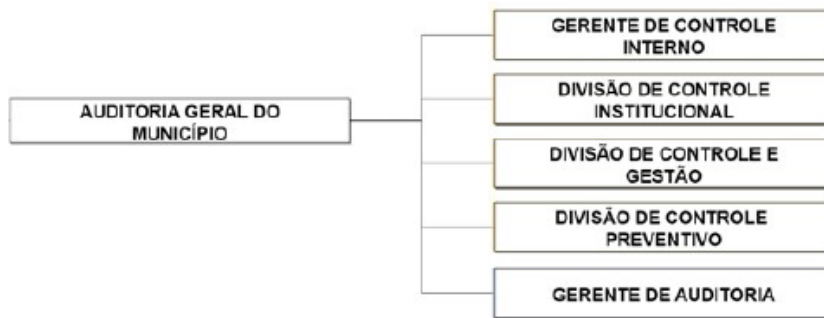 GERENTE DE CONTROLE
INTERNO
DIVISÃO DE CONTROLE
INSTITUCIONAL
AUDITORIA GERAL DO
MUNICÍPIO
DIVISÃO DE CONTROLE E
GESTÃO
DIVISÃO DE CONTROLE
PREVENTIVO
GERENTE DE AUDITORIA